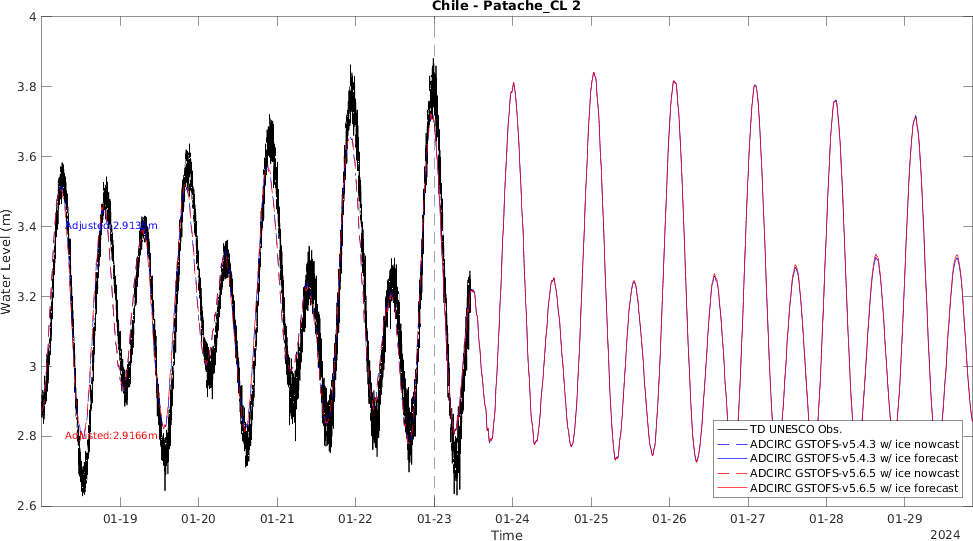 Chile - Patache_CL 2
4
3.8
3.6
3.4
3.2
3
2.8
2.6
Water Level (m)
Adjusted:2.9166m
TD UNESCO Obs.
ADCIRC GSTOFS-v5.4.3 w/ ice nowcast
ADCIRC GSTOFS-v5.4.3 w/ ice forecast
ADCIRC GSTOFS-v5.6.5 w/ ice nowcast
ADCIRC GSTOFS-v5.6.5 w/ ice forecast
01-19 01-20 01-21 01-22 01-23 01-24 01-25 01-26 01-27 01-28 01-29
Time
2024